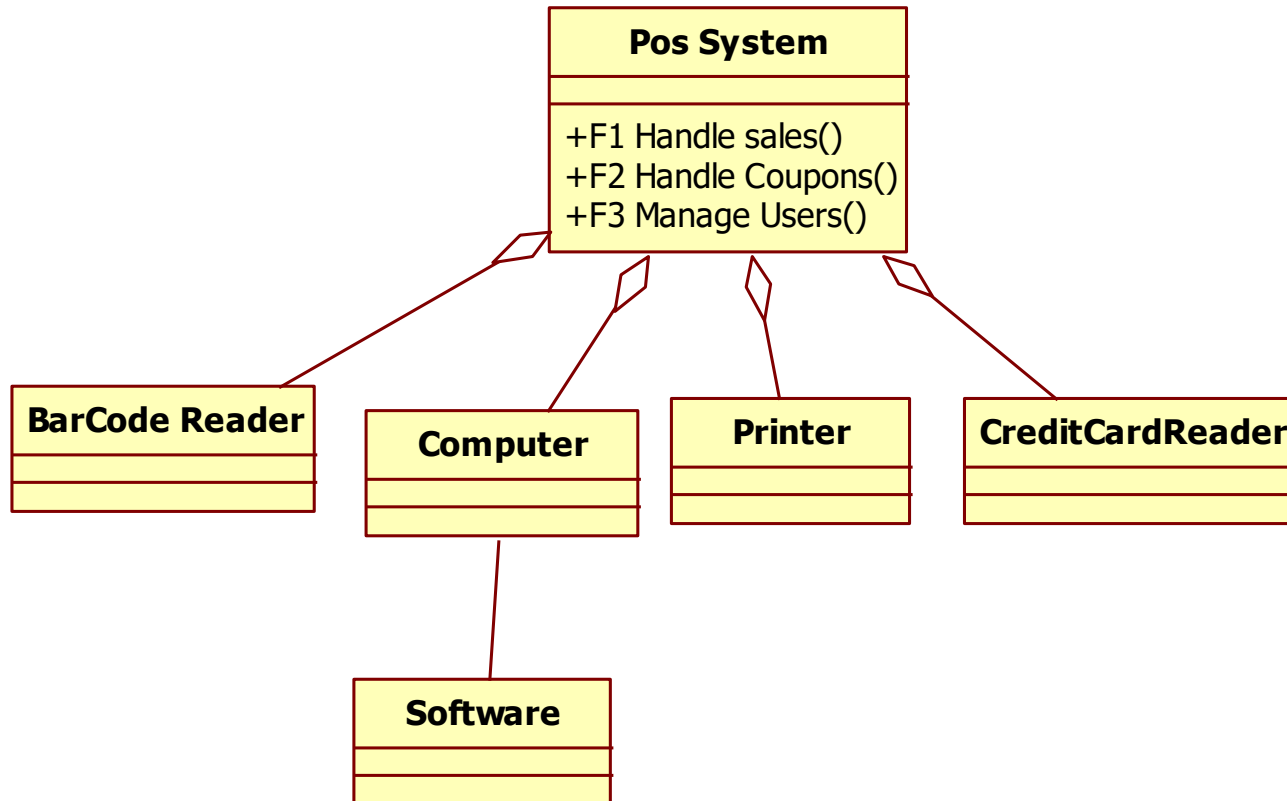 Pos System
+F1 Handle sales()
+F2 Handle Coupons()
+F3 Manage Users()
BarCode Reader
Computer
Printer
CreditCardReader
Software